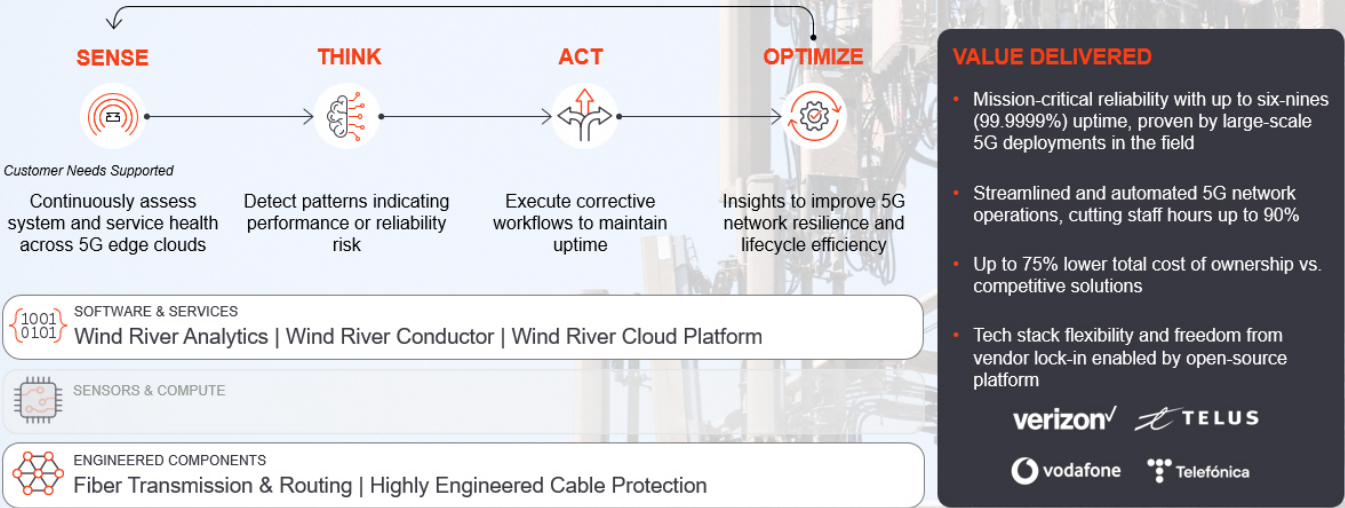 SENSE
THINK
ACT
OPTIMIZE
Customer Needs Supported
Continuously assess
system and service health
across 5G edge clouds
Detect patterns indicating
performance or reliability
risk
Execute corrective
workflows to maintain
uptime
Insights to improve 5G
network resilience and
lifecycle efficiency
{1001
0101}
SOFTWARE & SERVICES
Wind River Analytics | Wind River Conductor | Wind River Cloud Platform
SENSORS & COMPUTE
ENGINEERED COMPONENTS
Fiber Transmission & Routing | Highly Engineered Cable Protection
VALUE DELIVERED
• Mission-critical reliability with up to six-nines
(99.9999%) uptime, proven by large-scale
5G deployments in the field
• Streamlined and automated 5G network
operations, cutting staff hours up to 90%
• Up to 75% lower total cost of ownership vs.
competitive solutions
• Tech stack flexibility and freedom from
vendor lock-in enabled by open-source
platform
verizon
TELUS
vodafone
Telefónica